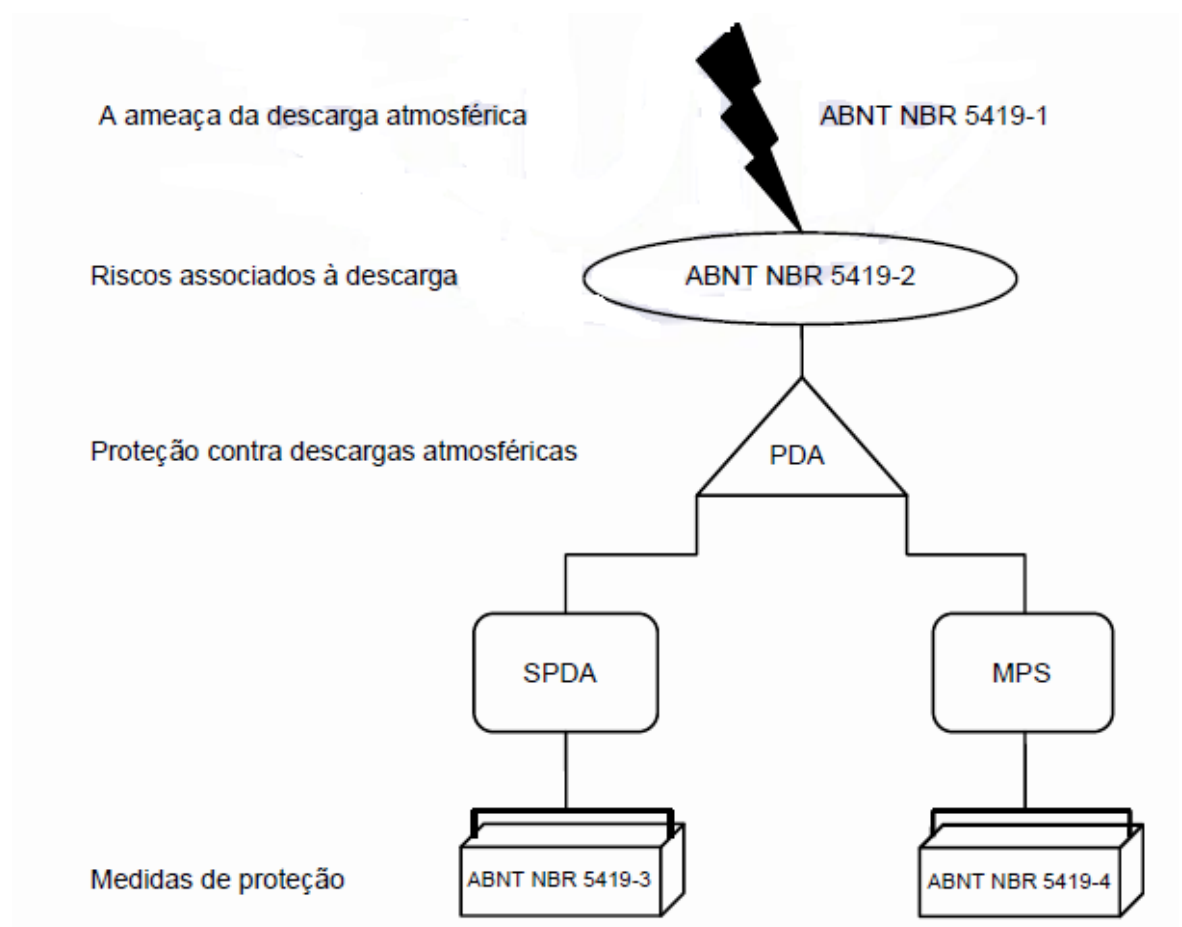 A ameaça da descarga atmosférica
ABNT NBR 5419-1
Riscos associados à descarga
ABNT NBR 5419-2
Proteção contra descargas atmosféricas
PDA
SPDA
MPS
Medidas de proteção
ABNT NBR 5419-3
ABNT NBR 5419-4